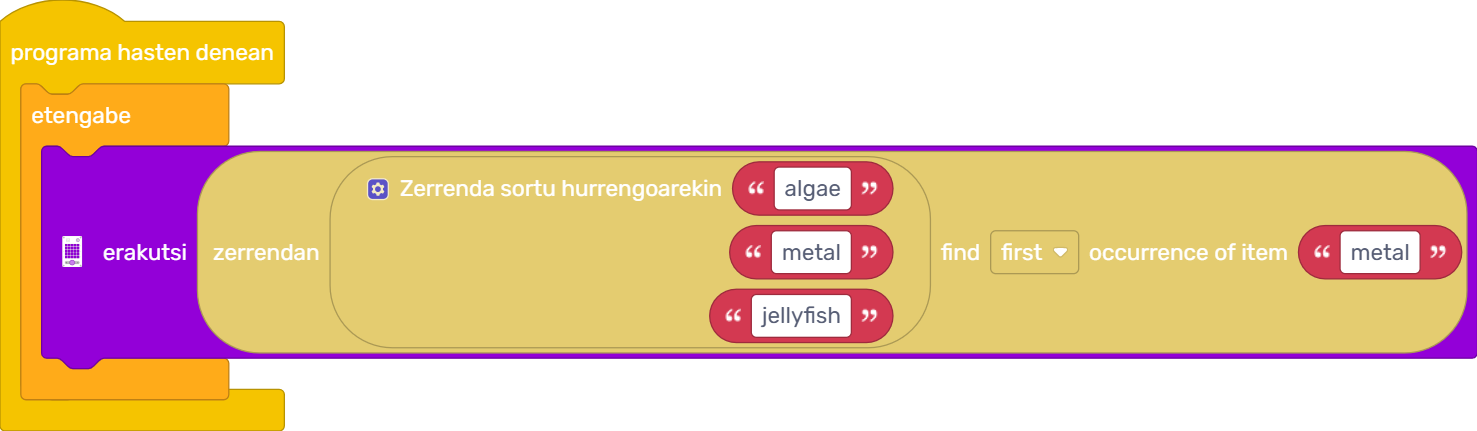 programa hasten denean
etengabe
Zerrenda sortu hurrengoarekin “ algae ”
erakutsi zerrendan “ metal ” find first occurrence of item “ metal ”
“ jellyfish ”